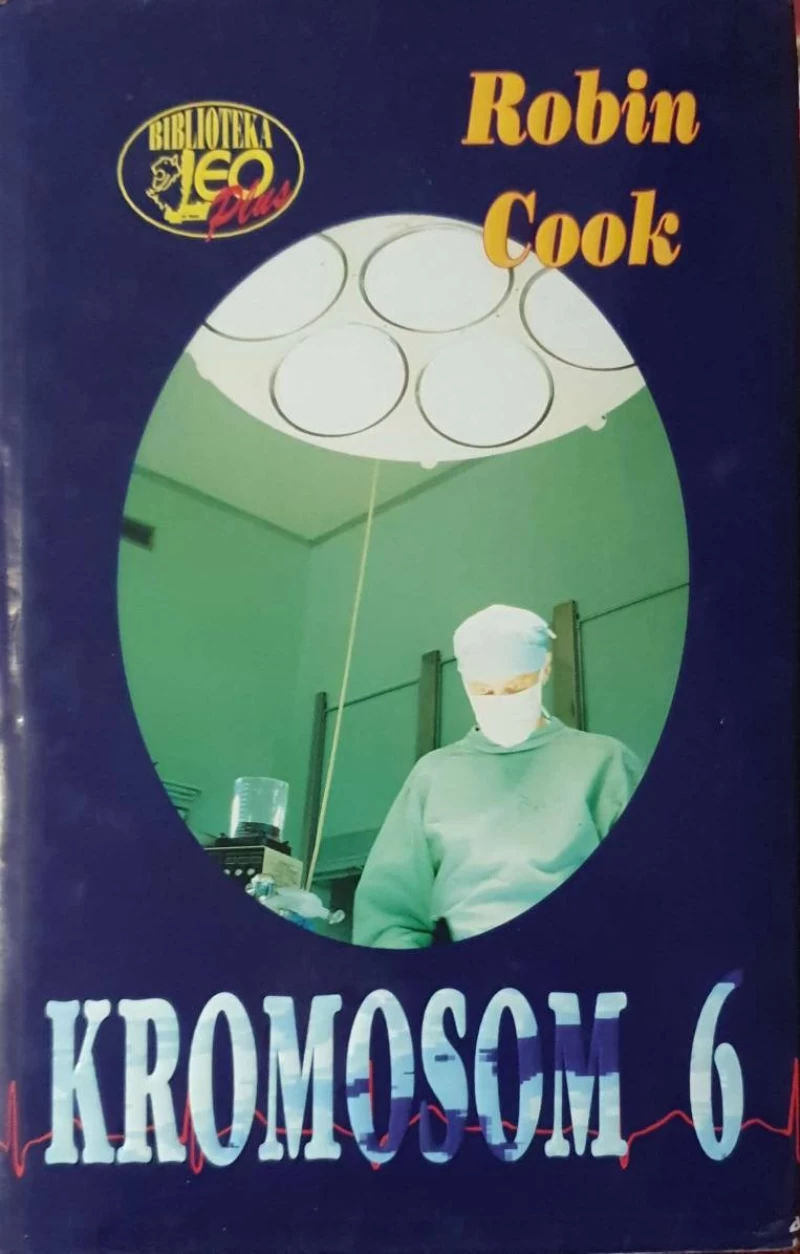 Robin
Cook
BIBLIOTEKA
LEO
Plus
KROMOSOM 6